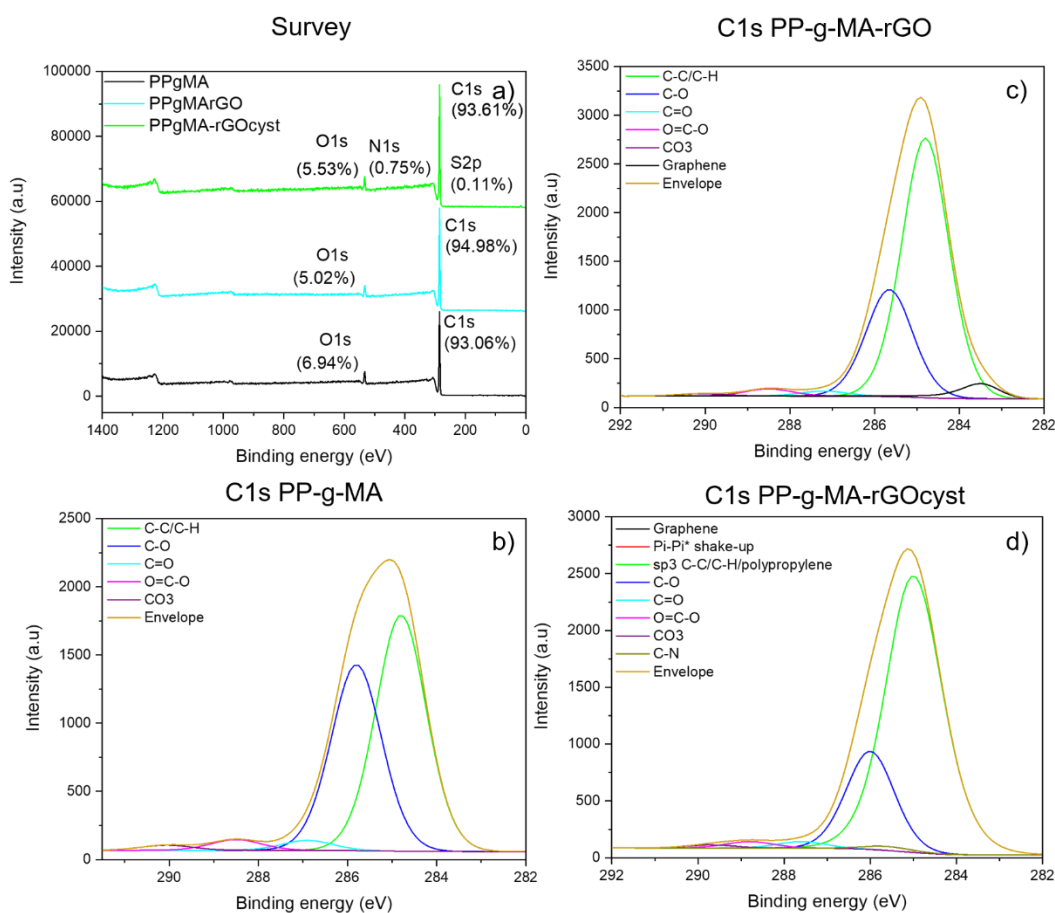 Survey
a)
PPgMA
PPgMArGO
PPgMA-rGOcyst
C1s
(93.61%)
O1s
(5.53%)
N1s
(0.75%)
S2p
(0.11%)
C1s
(94.98%)
O1s
(5.02%)
C1s
(93.06%)
O1s
(6.94%)
100000
80000
60000
40000
20000
0
Intensity (a.u)
1400 1200 1000 800 600 400 200 0
Binding energy (eV)
C1s PP-g-MA-rGO
c)
C-C/C-H
C-O
C=O
O=C-O
CO3
Graphene
Envelope
3500
3000
2500
2000
1500
1000
500
0
Intensity (a.u)
292 290 288 286 284 282
Binding energy (eV)
C1s PP-g-MA
b)
C-C/C-H
C-O
C=O
O=C-O
CO3
Envelope
2500
2000
1500
1000
500
0
Intensity (a.u)
290 288 286 284 282
Binding energy (eV)
C1s PP-g-MA-rGOcyst
d)
Graphene
Pi-Pi* shake-up
sp3 C-C/C-H/polypropylene
C-O
C=O
O=C-O
CO3
C-N
Envelope
3000
2500
2000
1500
1000
500
0
Intensity (a.u)
292 290 288 286 284 282
Binding energy (eV)